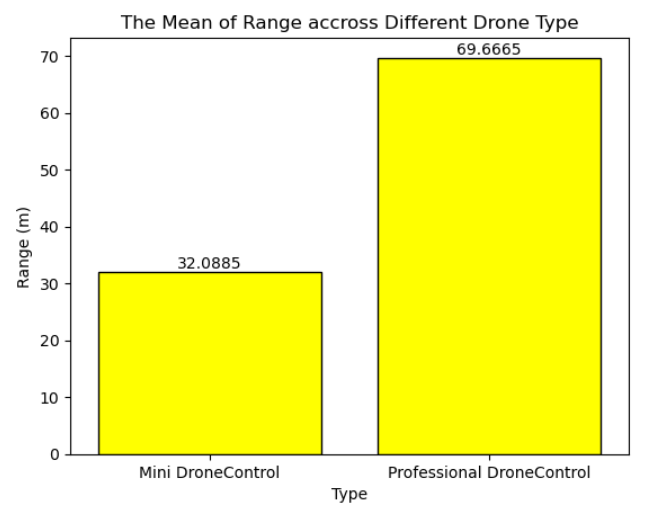 The Mean of Range accross Different Drone Type
69.6665
32.0885
70
60
50
40
30
20
10
0
Range (m)
Mini DroneControl
Professional DroneControl
Type